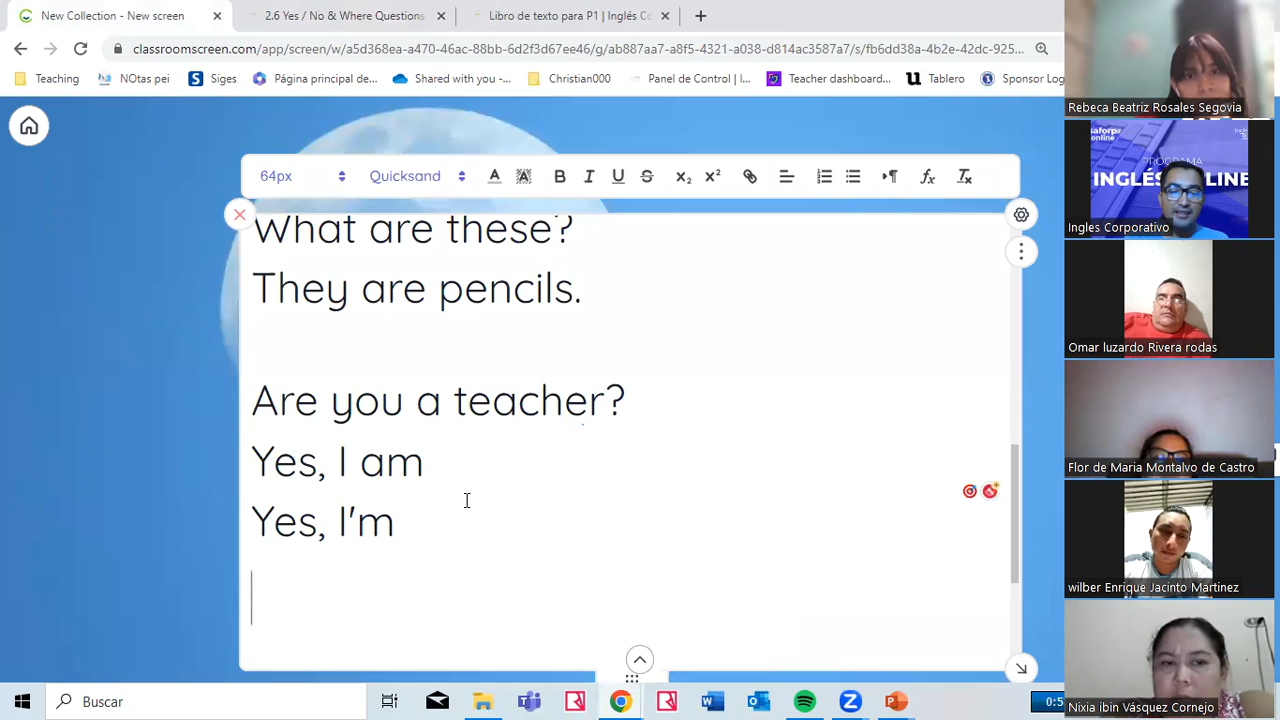 New Collection - New screen
2.6 Yes / No & Where Questions
Libro de texto para P1 | Inglés Co
classroomscreen.com/app/screen/w/a5d368ea-a470-46ac-89bb-6d2f3d67ee46/g/ab887aa7-a8f5-4321-a038-d814ac3587a7/s/fb6dd38a-4b2e-42dc-925...
Teaching
NOtas pei
Siges
Página principal de...
Shared with you -...
Christian000
Panel de Control | I...
Teacher dashboard...
Tablero
Sponsor Log
64px
Quicksand
What are these?
They are pencils.
Are you a teacher?
Yes, I am
Yes, I'm
Rebeca Beatriz Rosales Segovia
PROGRAMA
Ingles Corporativo
Omar luzardo Rivera rodas
Flor de Maria Montalvo de Castro
wilber Enrique Jacinto Martinez
Nixia ibin Vásquez Cornejo
Buscar